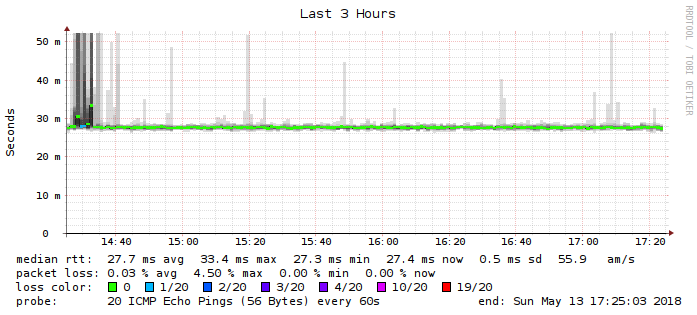 Last 3 Hours
RRDTOOL / TOBI OETIKER
Seconds
50 m
40 m
30 m
20 m
10 m
0
14:40 15:00 15:20 15:40 16:00 16:20 16:40 17:00 17:20
median rtt: 27.7 ms avg 33.4 ms max 27.3 ms min 27.4 ms now 0.5 ms sd 55.9 am/s
packet loss: 0.03 % avg 4.50 % max 0.00 % min 0.00 % now
loss color: 0 1/20 2/20 3/20 4/20 10/20 19/20
probe: 20 ICMP Echo Pings (56 Bytes) every 60s end: Sun May 13 17:25:03 2018